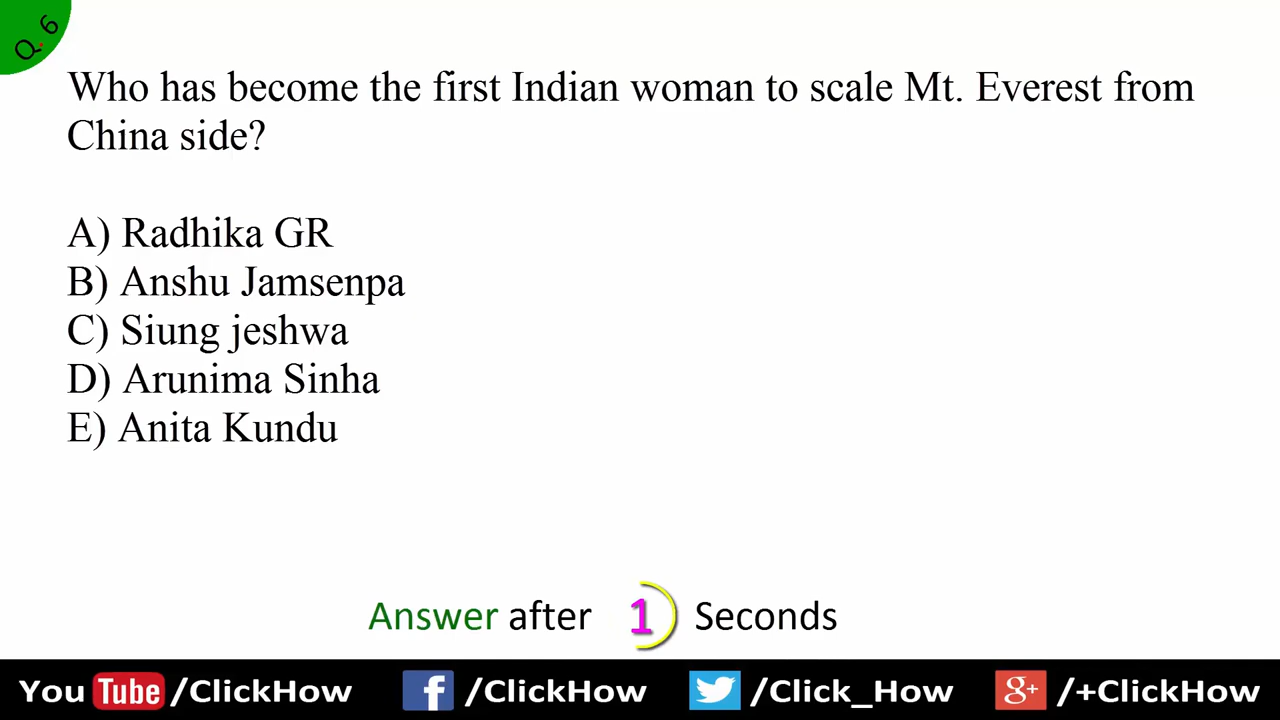 Q.6
Who has become the first Indian woman to scale Mt. Everest from
China side?
A) Radhika GR
B) Anshu Jamsenpa
C) Siung jeshwa
D) Arunima Sinha
E) Anita Kundu
Answer after 1 Seconds
You Tube /ClickHow f /ClickHow /Click_How g+ /+ClickHow